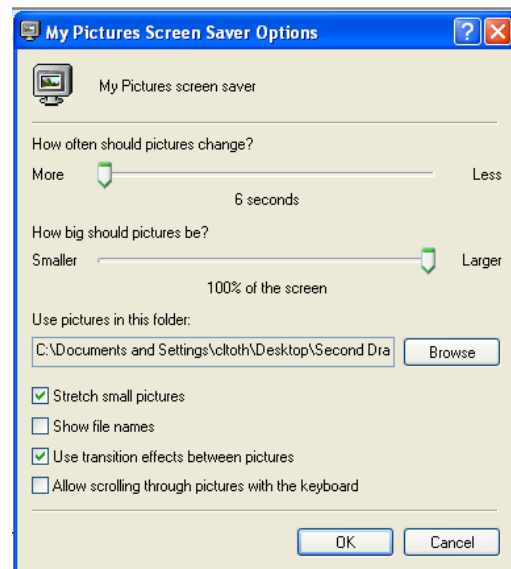 My Pictures Screen Saver Options
My Pictures screen saver
How often should pictures change?
More Less
6 seconds
How big should pictures be?
Smaller Larger
100% of the screen
Use pictures in this folder:
C:\Documents and Settings\cltoth\Desktop\Second Dra Browse
Stretch small pictures
Show file names
Use transition effects between pictures
Allow scrolling through pictures with the keyboard
OK Cancel